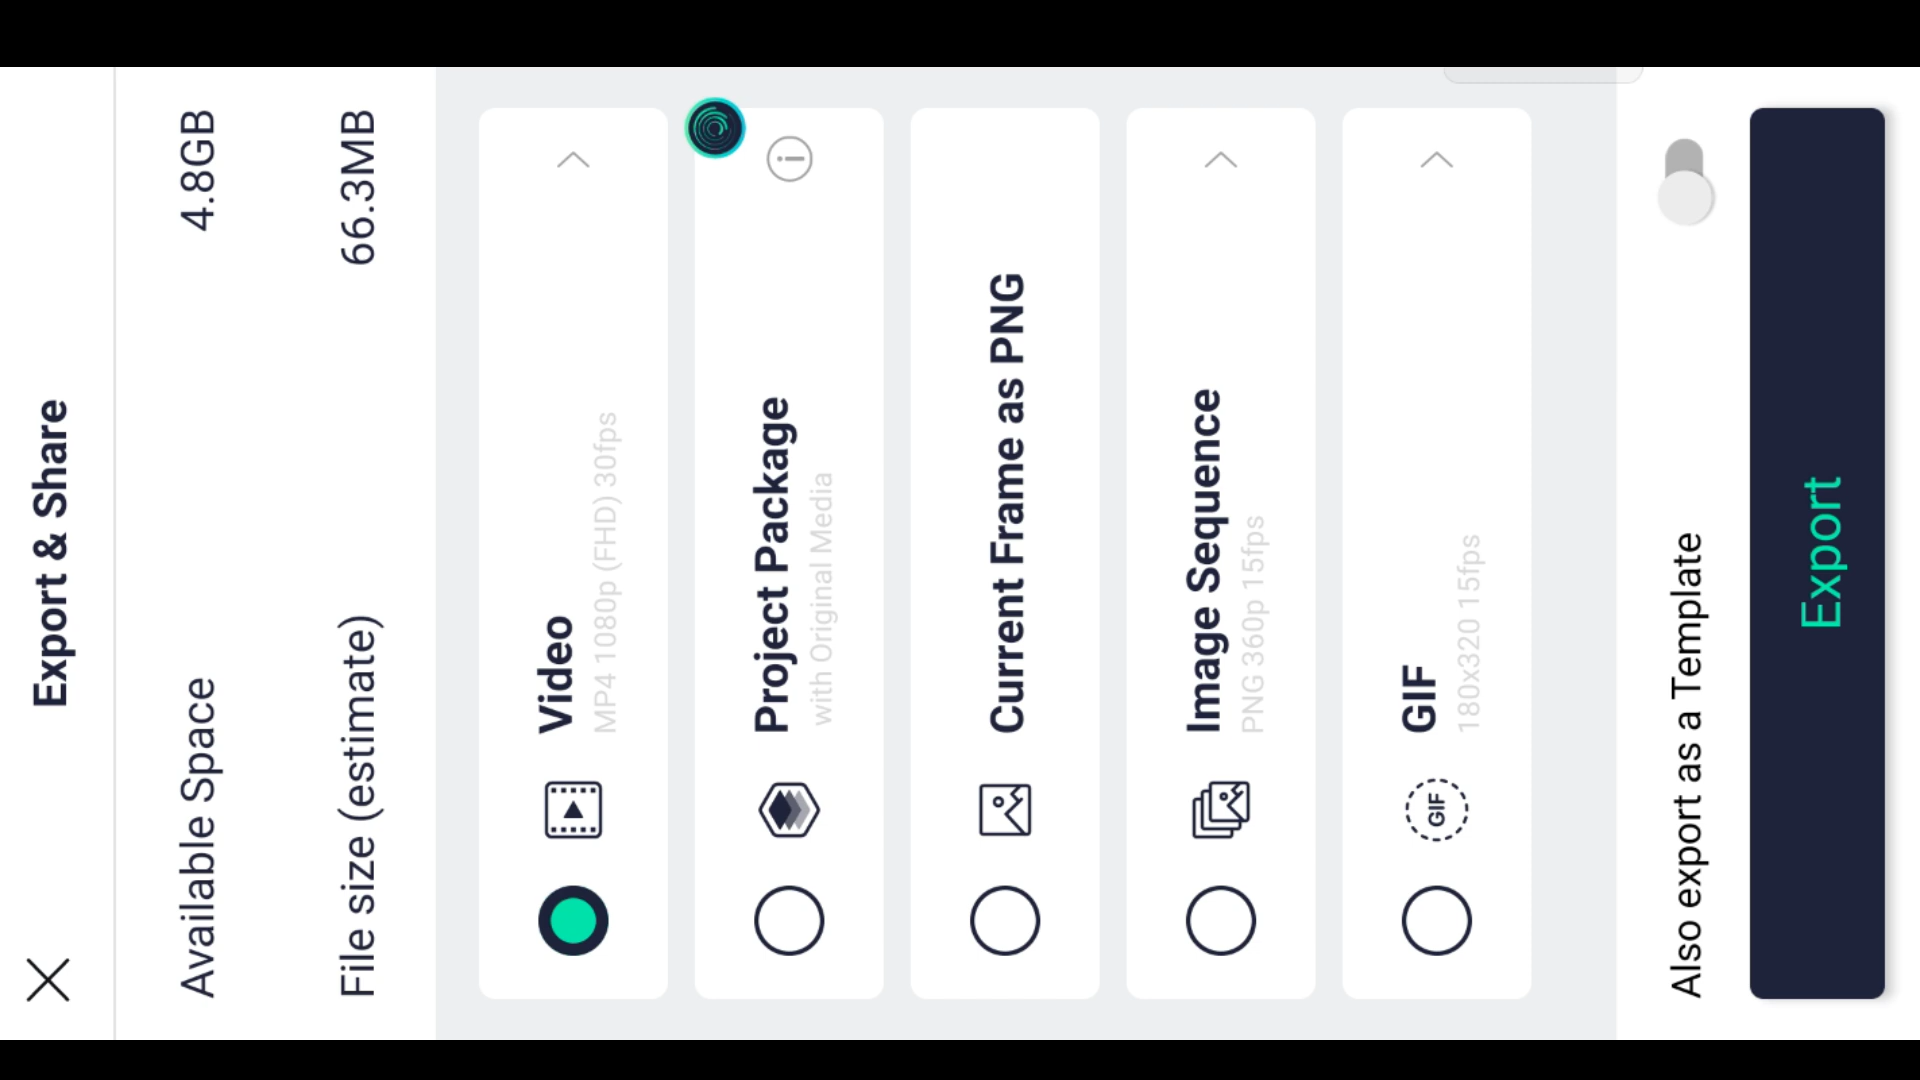 Export & Share
Available Space 4.8GB
File size (estimate) 66.3MB
Video
MP4 1080p (FHD) 30fps
Project Package
with Original Media
Current Frame as PNG
Image Sequence
PNG 360p 15fps
GIF
GIF
180x320 15fps
Also export as a Template
Export